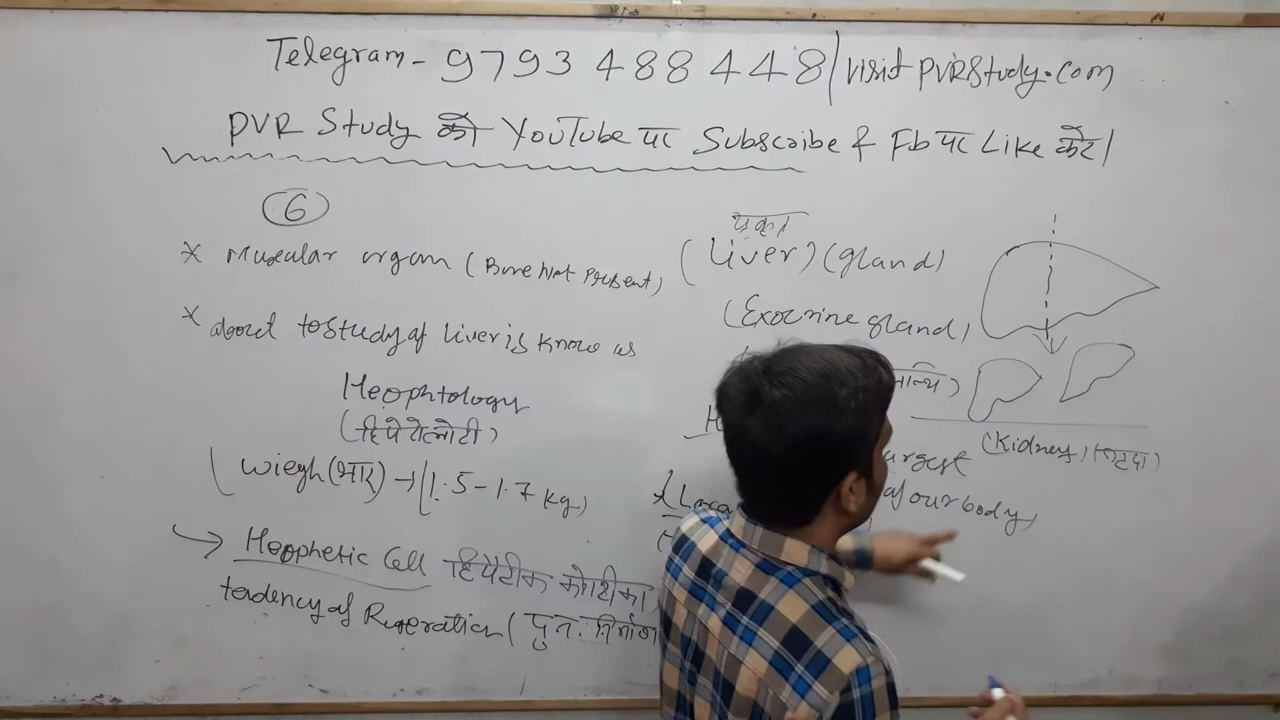 Telegram - 9793 488 448 / visit PVRStudy.com
PVR Study को YouTube पर Subscribe & Fb पर Like करें।
6
* Muscular organ (Bone Not Present)
* about to study of Liver is know as
Heophtology
(हिपेटोलोजी)
wiegh (भार) → 1.5 - 1.7 kg)
Heophetic Cell हिपैटीक कोशीका
tendency of Regeration (पुनः निर्माण
यकृत
(Liver) (gland)
(Exocrine gland)
of our body
(Kidney)